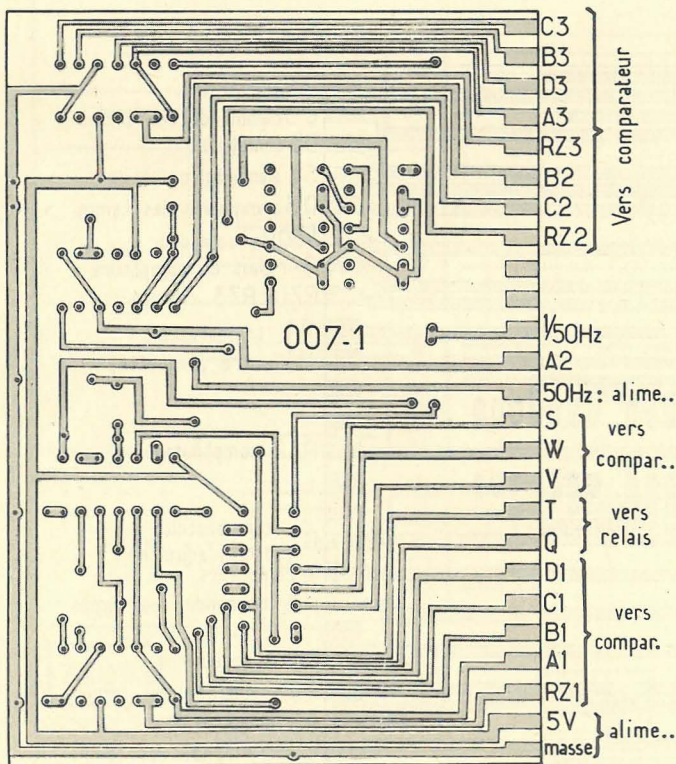 C3
B3
D3
A3
RZ3
B2
C2
RZ2
Vers comparateur
007-1
1/50Hz
A2
50Hz: alime..
S
W
V
vers
compar..
T
Q
vers
relais
D1
C1
B1
A1
RZ1
vers
compar.
5V
masse
alime..